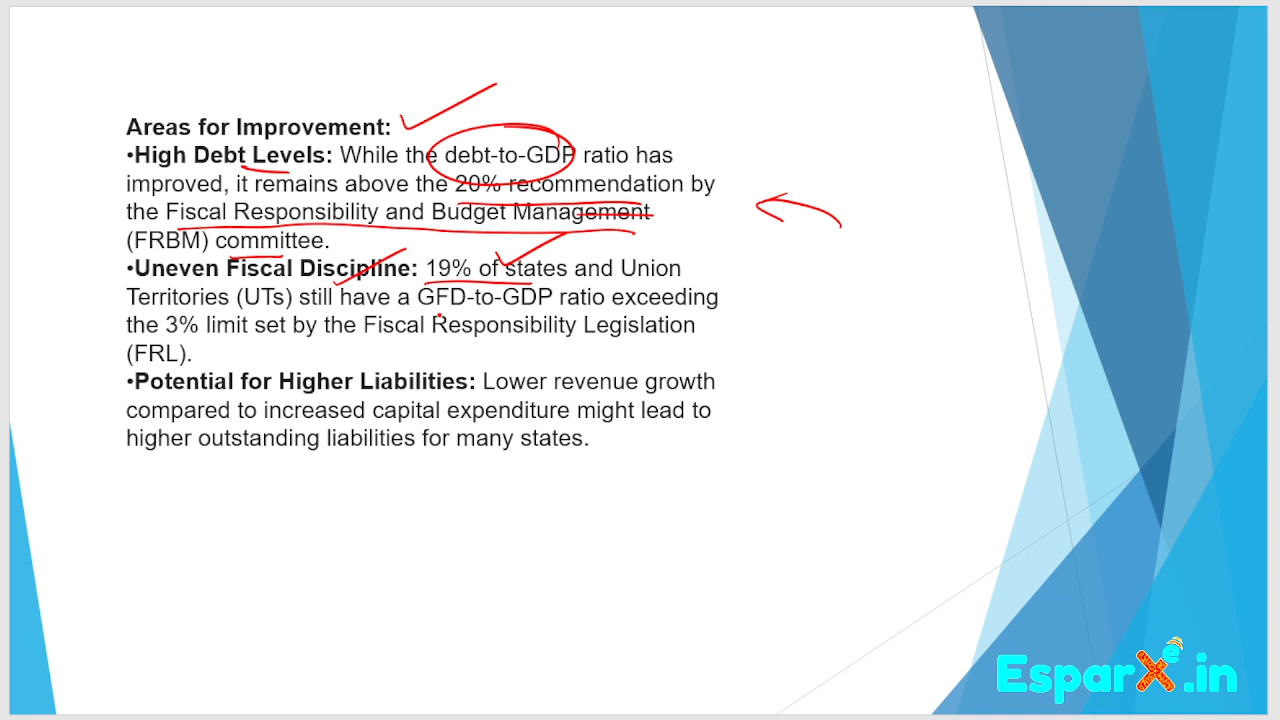 Areas for Improvement:
•High Debt Levels: While the debt-to-GDP ratio has
improved, it remains above the 20% recommendation by
the Fiscal Responsibility and Budget Management
(FRBM) committee.
•Uneven Fiscal Discipline: 19% of states and Union
Territories (UTs) still have a GFD-to-GDP ratio exceeding
the 3% limit set by the Fiscal Responsibility Legislation
(FRL).
•Potential for Higher Liabilities: Lower revenue growth
compared to increased capital expenditure might lead to
higher outstanding liabilities for many states.
EsparXe.in